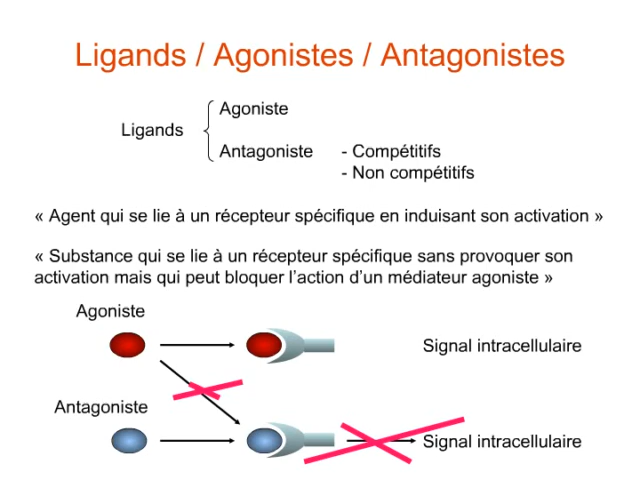 Ligands / Agonistes / Antagonistes
Agoniste
Ligands
Antagoniste - Compétitifs
- Non compétitifs
« Agent qui se lie à un récepteur spécifique en induisant son activation »
« Substance qui se lie à un récepteur spécifique sans provoquer son
activation mais qui peut bloquer l’action d’un médiateur agoniste »
Agoniste
Signal intracellulaire
Antagoniste
Signal intracellulaire